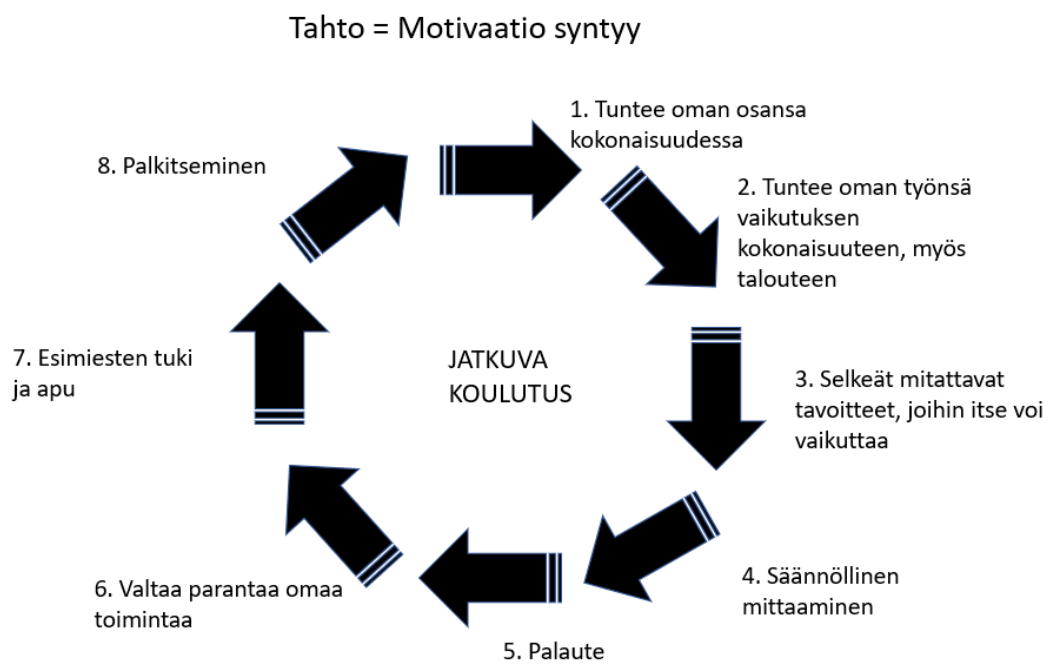 Tahto = Motivaatio syntyy
1. Tuntee oman osansa
kokonaisuudessa
2. Tuntee oman työnsä
vaikutuksen
kokonaisuuteen, myös
talouteen
3. Selkeät mitattavat
tavoitteet, joihin itse voi
vaikuttaa
4. Säännöllinen
mittaaminen
5. Palaute
6. Valtaa parantaa omaa
toimintaa
7. Esimiesten tuki
ja apu
8. Palkitseminen
JATKUVA
KOULUTUS